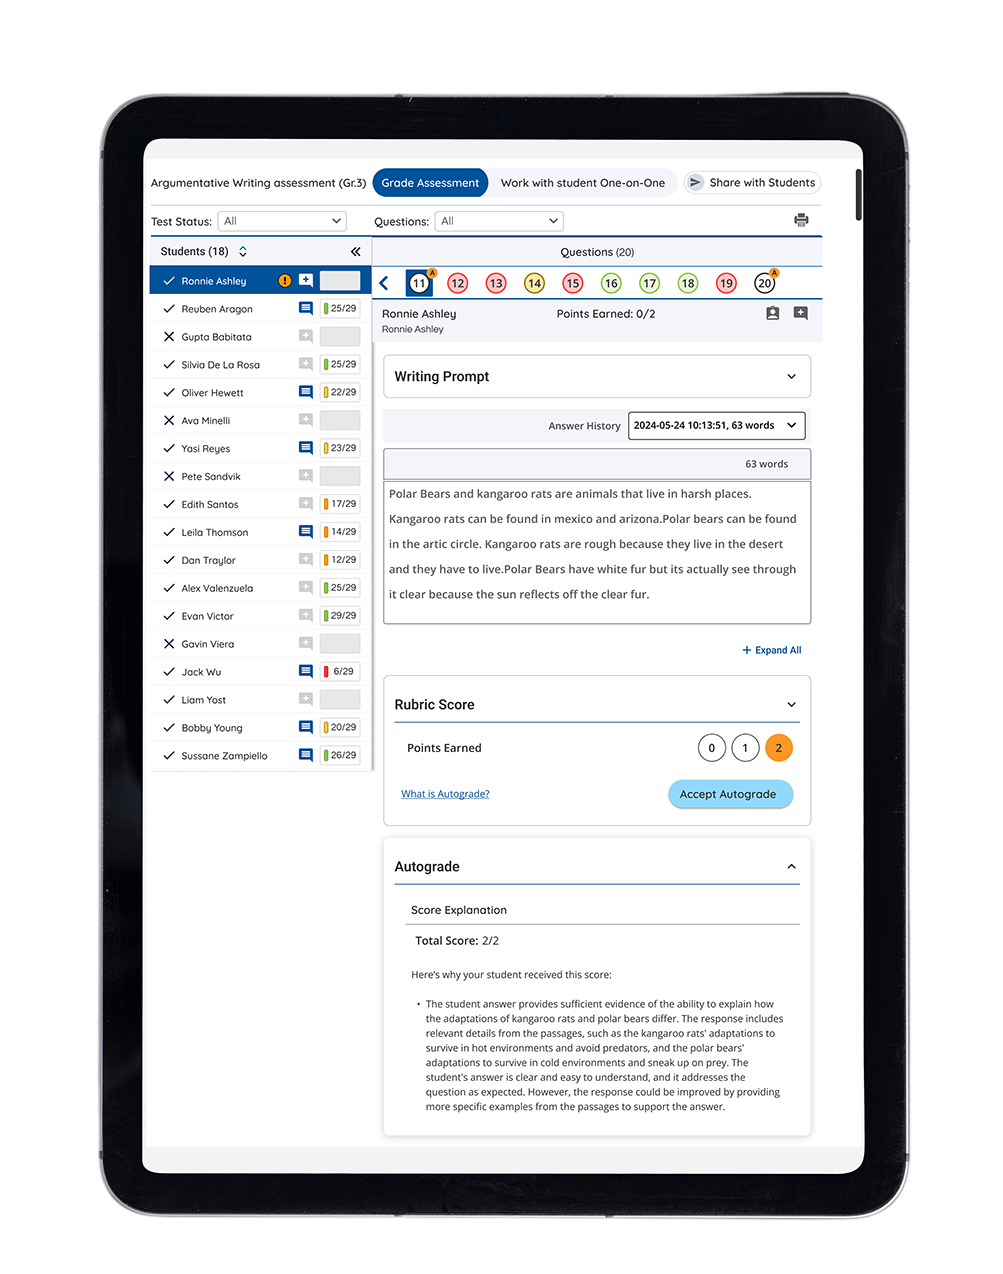 Argumentative Writing assessment (Gr.3) Grade Assessment Work with student One-on-One Share with Students
Test Status: All Questions: All
Students (18)
Questions (20)
11 A 12 13 14 15 16 17 18 19 20 A
Ronnie Ashley
Reuben Aragon 25/29
Gupta Babitata
Silvia De La Rosa 25/29
Oliver Hewett 22/29
Ava Minelli
Yasi Reyes 23/29
Pete Sandvik
Edith Santos 17/29
Leila Thomson 14/29
Dan Traylor 12/29
Alex Valenzuela 25/29
Evan Victor 29/29
Gavin Viera
Jack Wu 6/29
Liam Yost
Bobby Young 20/29
Sussane Zampiello 26/29
Ronnie Ashley Points Earned: 0/2
Ronnie Ashley
Writing Prompt
Answer History 2024-05-24 10:13:51, 63 words
63 words
Polar Bears and kangaroo rats are animals that live in harsh places.
Kangaroo rats can be found in mexico and arizona.Polar bears can be found
in the artic circle. Kangaroo rats are rough because they live in the desert
and they have to live.Polar Bears have white fur but its actually see through
it clear because the sun reflects off the clear fur.
+ Expand All
Rubric Score
Points Earned 0 1 2
What is Autograde? Accept Autograde
Autograde
Score Explanation
Total Score: 2/2
Here's why your student received this score:
• The student answer provides sufficient evidence of the ability to explain how
the adaptations of kangaroo rats and polar bears differ. The response includes
relevant details from the passages, such as the kangaroo rats' adaptations to
survive in hot environments and avoid predators, and the polar bears'
adaptations to survive in cold environments and sneak up on prey. The
student's answer is clear and easy to understand, and it addresses the
question as expected. However, the response could be improved by providing
more specific examples from the passages to support the answer.